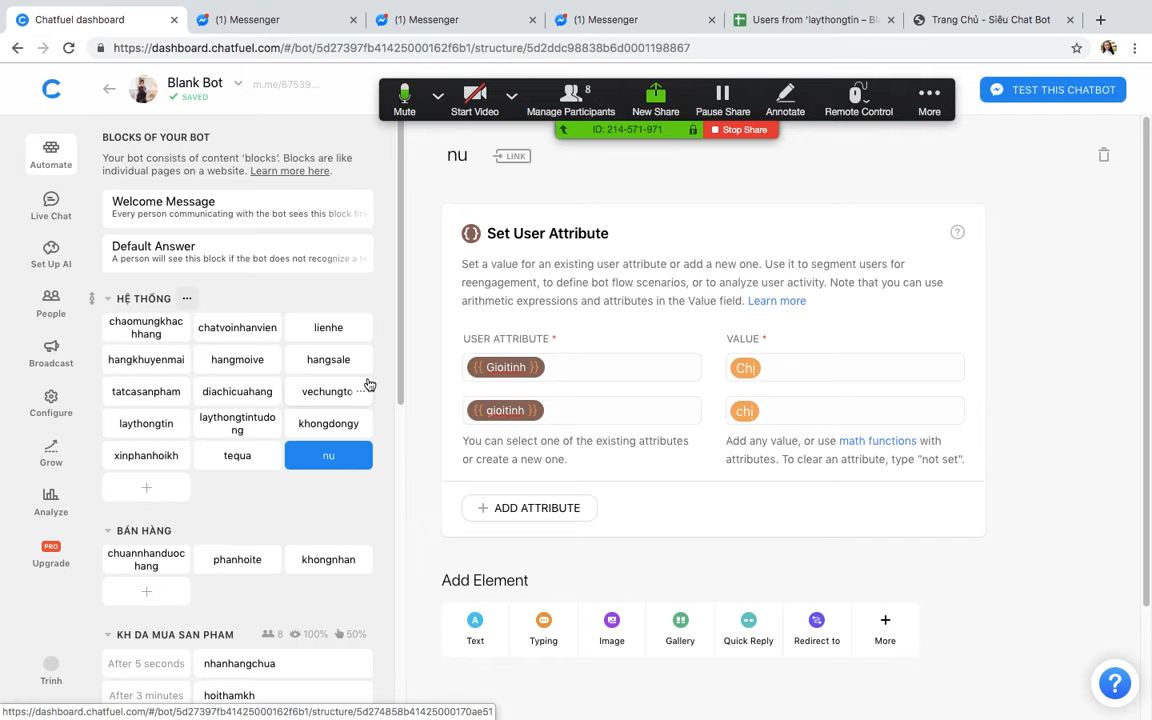 Chatfuel dashboard
(1) Messenger
(1) Messenger
(1) Messenger
Users from 'laythongtin – Bl
Trang Chủ - Siêu Chat Bot
https://dashboard.chatfuel.com/#/bot/5d27397fb41425000162f6b1/structure/5d2ddc98838b6d0001198867
Blank Bot
SAVED
m.me/67539...
Mute
Start Video
8
Manage Participants
New Share
Pause Share
Annotate
Remote Control
More
TEST THIS CHATBOT
ID: 214-571-971
Stop Share
Automate
Live Chat
Set Up AI
People
Broadcast
Configure
Grow
Analyze
PRO
Upgrade
Trinh
BLOCKS OF YOUR BOT
Your bot consists of content 'blocks'. Blocks are
individual pages on a website. Learn more here.
Welcome Message
Every person communicating with the bot sees this block firs
Default Answer
A person will see this block if the bot does not recognize a te
HỆ THỐNG
chaomungkhac
hhang
chatvoinhanvien
lienhe
hangkhuyenmai
hangmoive
hangsale
tatcasanpham
diachicuahang
vechungto
laythongtin
laythongtintudo
ng
khongdongy
xinphanhoikh
tequa
nu
BÁN HÀNG
chuannhanduoc
hang
phanhoite
khongnhan
KH DA MUA SAN PHAM
8
100%
50%
After 5 seconds
nhanhangchua
After 3 minutes
hoithamkh
nu
LINK
Set User Attribute
Set a value for an existing user attribute or add a new one. Use it to segment users for
reengagement, to define bot flow scenarios, or to analyze user activity. Note that you can use
arithmetic expressions and attributes in the Value field. Learn more
USER ATTRIBUTE *
VALUE *
{{ Gioitinh }}
Chị
{{ gioitinh }}
chị
You can select one of the existing attributes
or create a new one.
Add any value, or use math functions with
attributes. To clear an attribute, type "not set".
ADD ATTRIBUTE
Add Element
Text
Typing
Image
Gallery
Quick Reply
Redirect to
More
https://dashboard.chatfuel.com/#/bot/5d27397fb41425000162f6b1/structure/5d274858b41425000170ae51